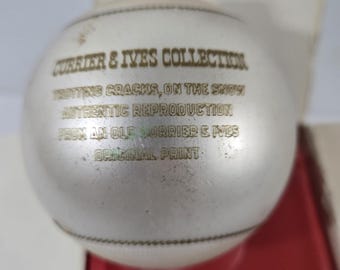 CURRIER & IVES COLLECTION.
TROTTING CRACKS, ON THE SNOW
AUTHENTIC REPRODUCTION
FROM AN OLD CURRIER & IVES
ORIGINAL PRINT